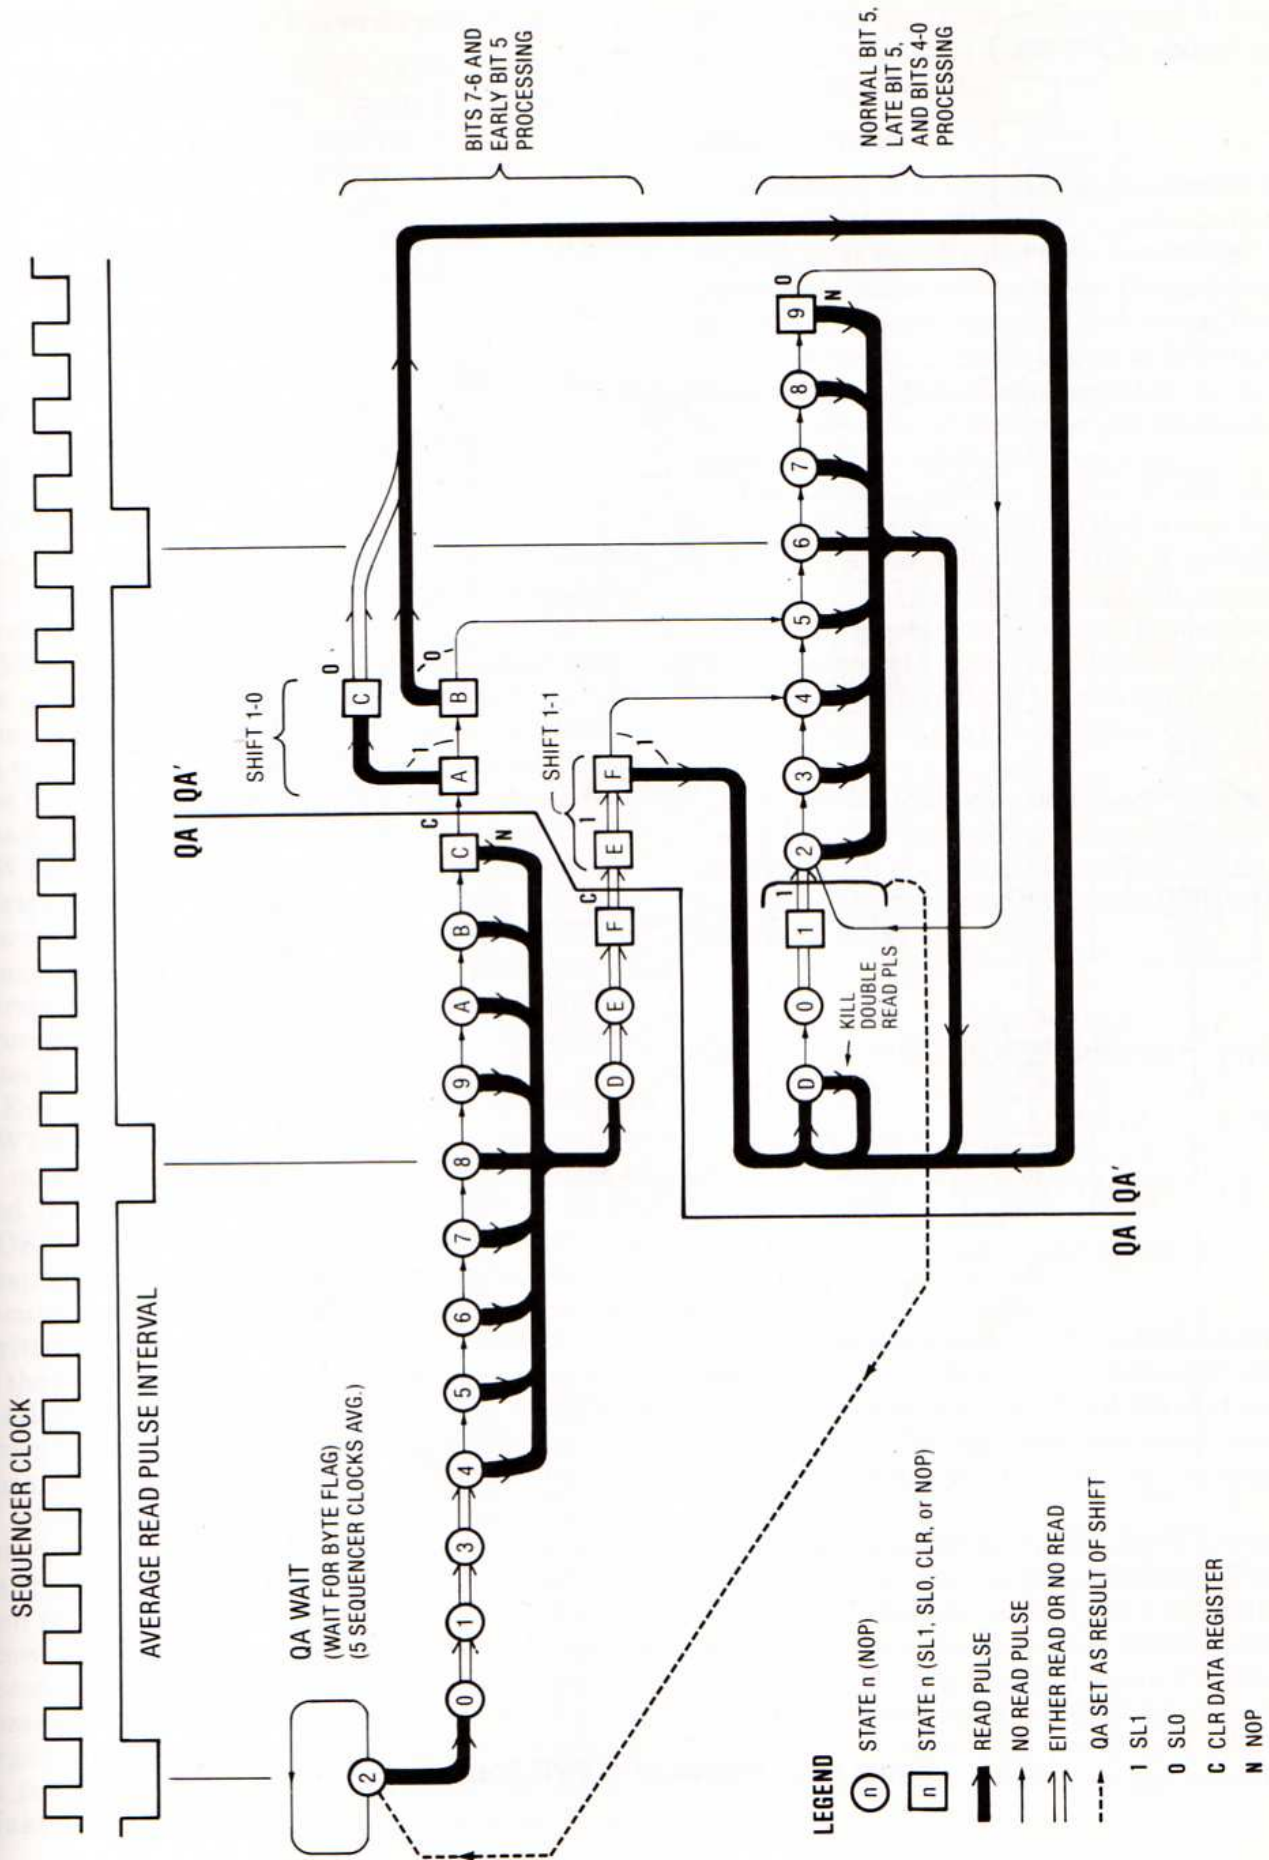 SEQUENCER CLOCK
AVERAGE READ PULSE INTERVAL
QA WAIT
(WAIT FOR BYTE FLAG)
(5 SEQUENCER CLOCKS AVG.)
2
0
1
3
4
5
6
7
8
9
A
B
C
C
N
QA QA'
SHIFT 1-0
A
1
C
0
B
0
BITS 7-6 AND
EARLY BIT 5
PROCESSING
D
E
F
C
E
1
F
1
SHIFT 1-1
D
KILL
DOUBLE
READ PLS
0
1
1
2
3
4
5
6
7
8
9
0
N
NORMAL BIT 5,
LATE BIT 5,
AND BITS 4-0
PROCESSING
QA QA'
LEGEND
n STATE n (NOP)
n STATE n (SL1, SL0, CLR, or NOP)
READ PULSE
NO READ PULSE
EITHER READ OR NO READ
QA SET AS RESULT OF SHIFT
1 SL1
0 SL0
C CLR DATA REGISTER
N NOP